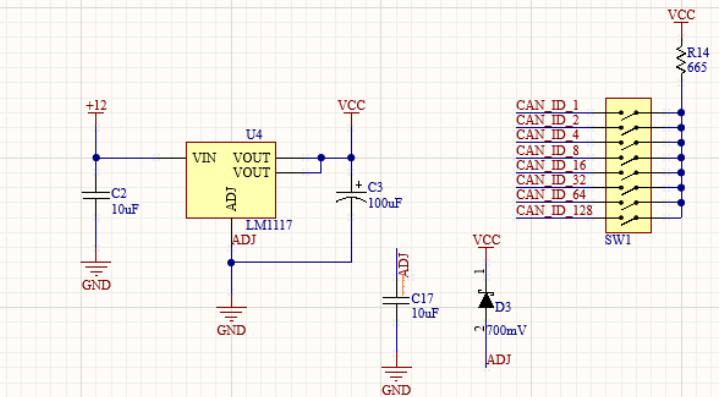 VCC
R14
665
+12
VCC
CAN_ID_1
CAN_ID_2
CAN_ID_4
CAN_ID_8
CAN_ID_16
CAN_ID_32
CAN_ID_64
CAN_ID_128
SW1
U4
VIN
VOUT
VOUT
ADJ
LM1117
ADJ
C2
10uF
+
C3
100uF
GND
GND
ADJ
C17
10uF
GND
VCC
1
D3
2
700mV
ADJ